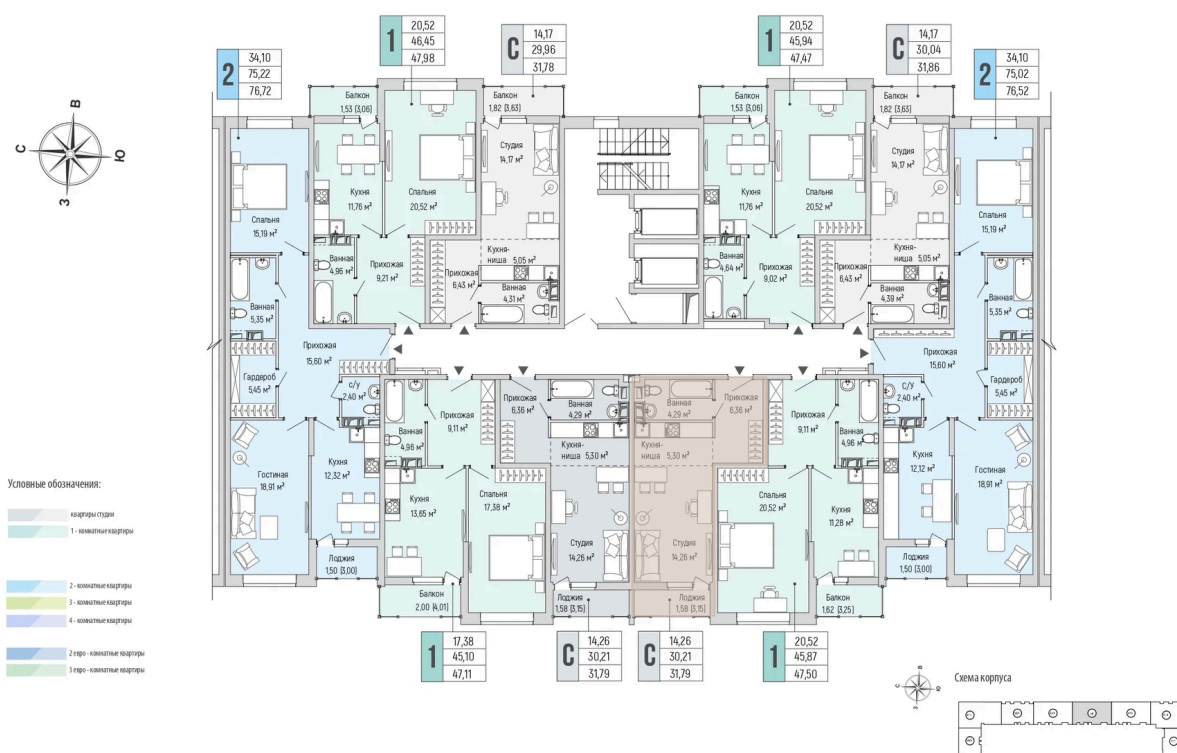 1
20,52
46,45
47,98
С
14,17
29,96
31,78
1
20,52
45,94
47,47
С
14,17
30,04
31,86
2
34,10
75,22
76,72
2
34,10
75,02
76,52
В
С
Ю
З
Балкон
1,53 (3,06)
Балкон
1,82 (3,63)
Балкон
1,53 (3,06)
Балкон
1,82 (3,63)
Спальня
15,19 м²
Кухня
11,76 м²
Спальня
20,52 м²
Студия
14,17 м²
Кухня
11,76 м²
Спальня
20,52 м²
Студия
14,17 м²
Спальня
15,19 м²
Ванная
4,96 м²
Прихожая
9,21 м²
Прихожая
6,43 м²
Кухня-
ниша 5,05 м²
Ванная
4,31 м²
Ванная
4,64 м²
Прихожая
9,02 м²
Прихожая
6,43 м²
Кухня-
ниша 5,05 м²
Ванная
4,39 м²
Ванная
5,35 м²
Ванная
5,35 м²
Прихожая
15,60 м²
Гардероб
5,45 м²
С/У
2,40 м²
Прихожая
15,60 м²
Гардероб
5,45 м²
С/У
2,40 м²
Ванная
4,96 м²
Прихожая
9,11 м²
Прихожая
6,36 м²
Ванная
4,29 м²
Кухня-
ниша 5,30 м²
Ванная
4,29 м²
Прихожая
6,36 м²
Кухня-
ниша 5,30 м²
Прихожая
9,11 м²
Ванная
4,96 м²
Гостиная
18,91 м²
Кухня
12,32 м²
Кухня
13,65 м²
Спальня
17,38 м²
Студия
14,26 м²
Студия
14,26 м²
Спальня
20,52 м²
Кухня
11,28 м²
Кухня
12,12 м²
Гостиная
18,91 м²
Лоджия
1,50 (3,00)
Балкон
2,00 (4,01)
Лоджия
1,58 (3,15)
Лоджия
1,58 (3,15)
Балкон
1,62 (3,25)
Лоджия
1,50 (3,00)
1
17,38
45,10
47,11
С
14,26
30,21
31,79
С
14,26
30,21
31,79
1
20,52
45,87
47,50
Условные обозначения:
квартиры студии
1 - комнатные квартиры
2 - комнатные квартиры
3 - комнатные квартиры
4 - комнатные квартиры
2 евро - комнатные квартиры
3 евро - комнатные квартиры
В
С
Ю
З
Схема корпуса